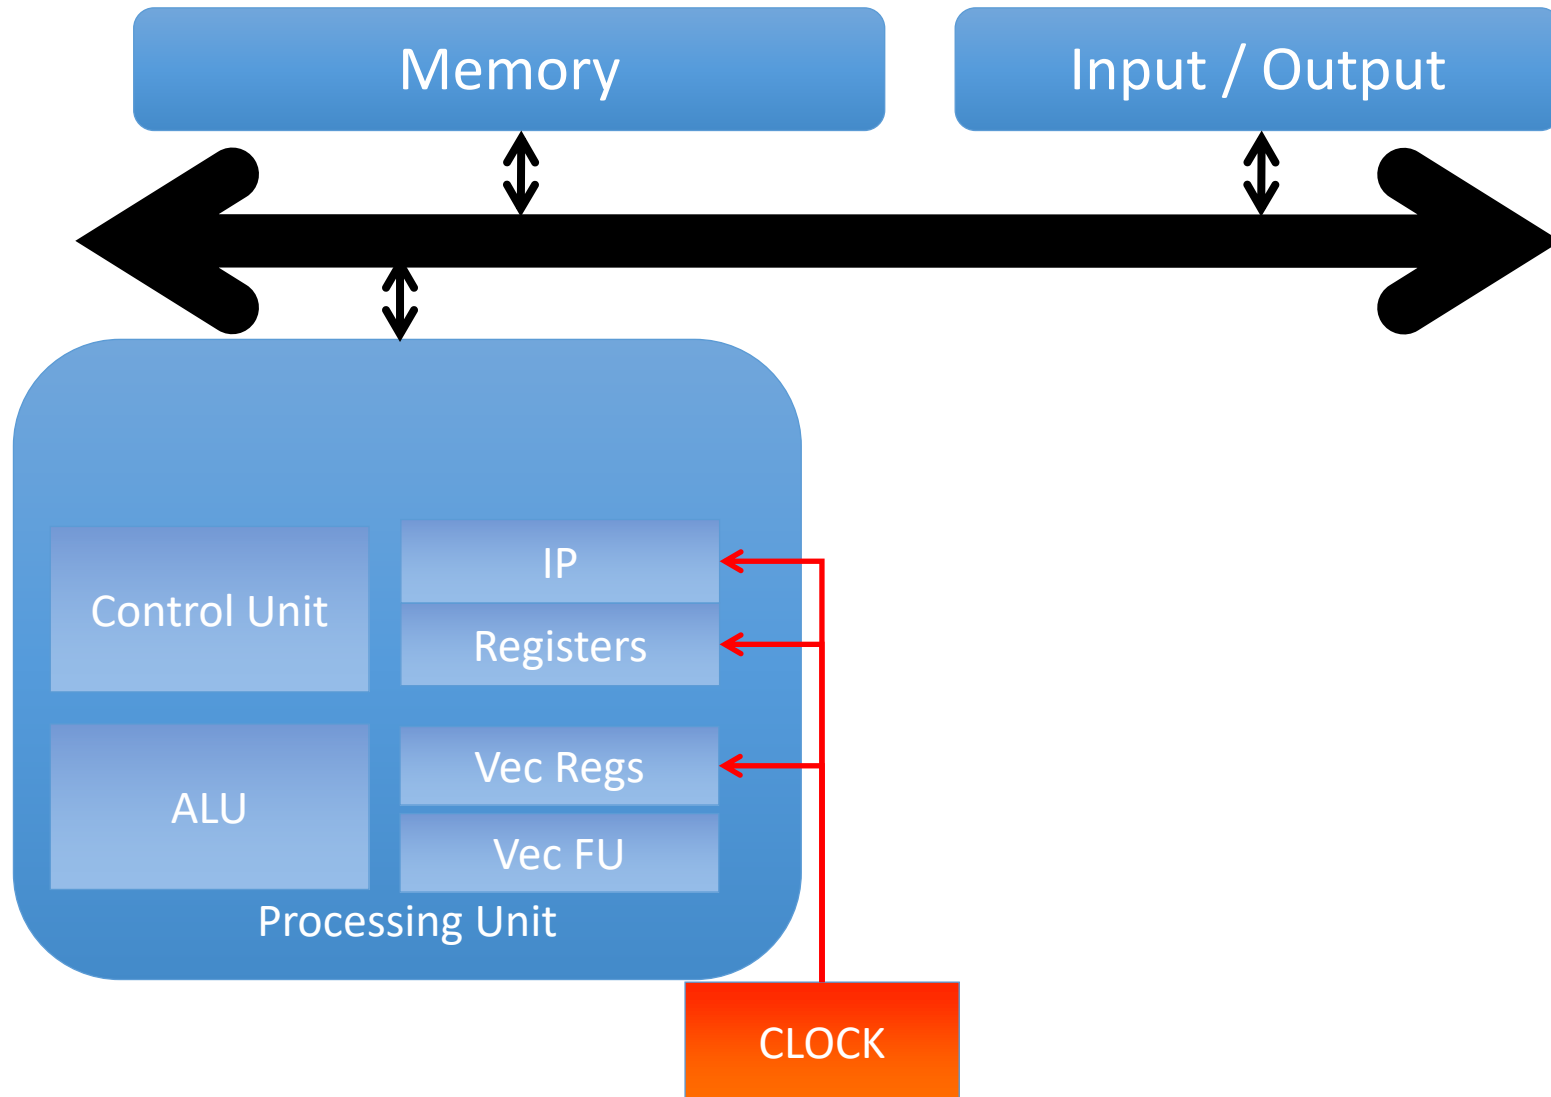 Memory
Input / Output
Control Unit
IP
Registers
ALU
Vec Regs
Vec FU
Processing Unit
CLOCK